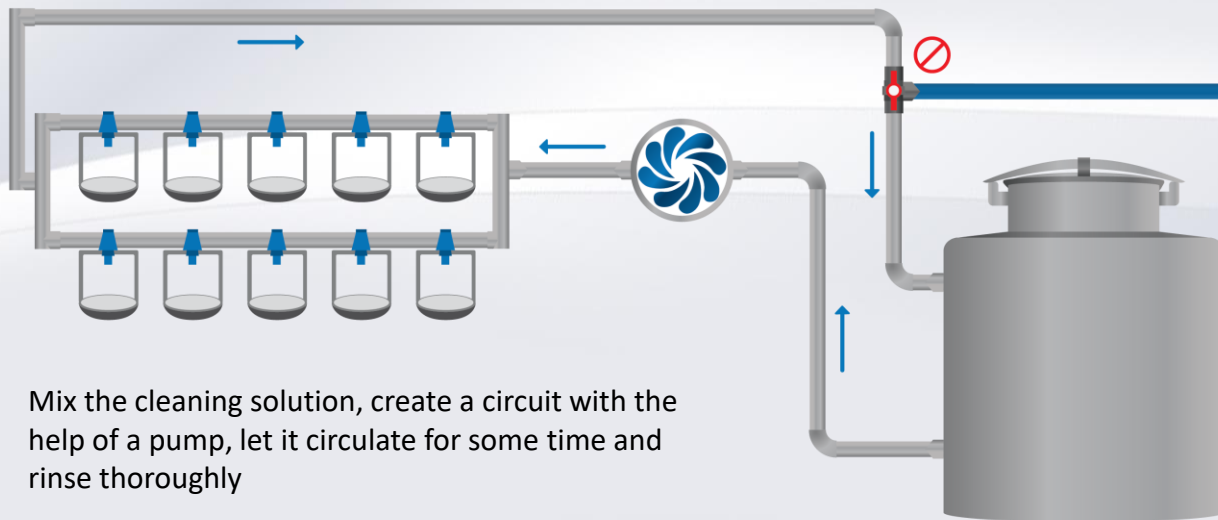 Mix the cleaning solution, create a circuit with the
help of a pump, let it circulate for some time and
rinse thoroughly